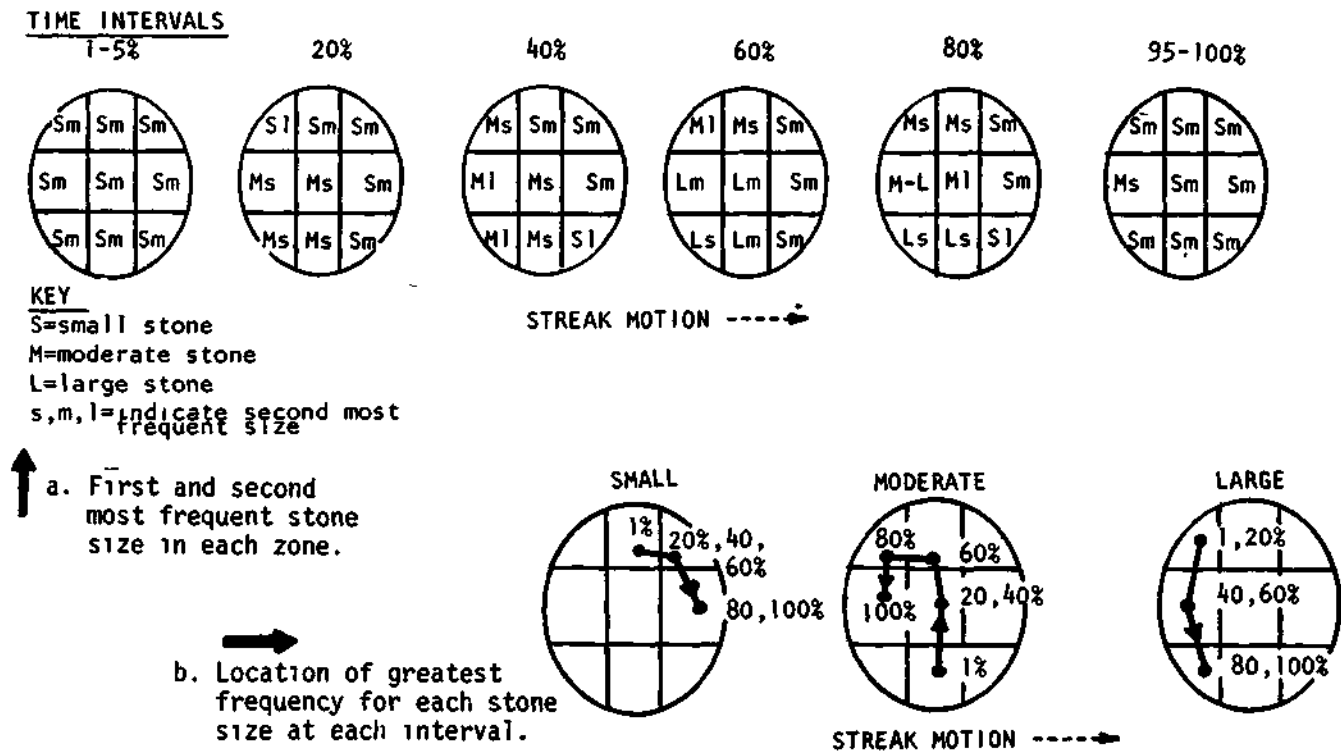 TIME INTERVALS
1-5% 20% 40% 60% 80% 95-100%
Sm Sm Sm Sl Sm Sm Ms Sm Sm Ml Ms Sm Ms Ms Sm Sm Sm Sm
Sm Sm Sm Ms Ms Sm Ml Ms Sm Lm Lm Sm M-L Ml Sm Ms Sm Sm
Sm Sm Sm Ms Ms Sm Ml Ms Sl Ls Lm Sm Ls Ls Sl Sm Sm Sm
KEY
S=small stone
M=moderate stone
L=large stone
s,m,l=indicate second most
frequent size
STREAK MOTION ---->
a. First and second
most frequent stone
size in each zone.
SMALL
1%
20%,40,
60%
80,100%
MODERATE
80%
60%
20,40%
100%
1%
LARGE
1,20%
40,60%
80,100%
b. Location of greatest
frequency for each stone
size at each interval.
STREAK MOTION ---->